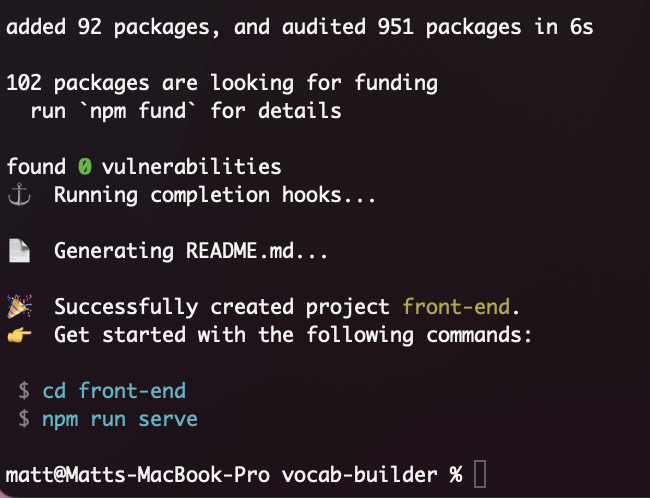 added 92 packages, and audited 951 packages in 6s
102 packages are looking for funding
run `npm fund` for details
found 0 vulnerabilities
⚓ Running completion hooks...
📄 Generating README.md...
🎉 Successfully created project front-end.
👉 Get started with the following commands:
$ cd front-end
$ npm run serve
matt@Matts-MacBook-Pro vocab-builder %